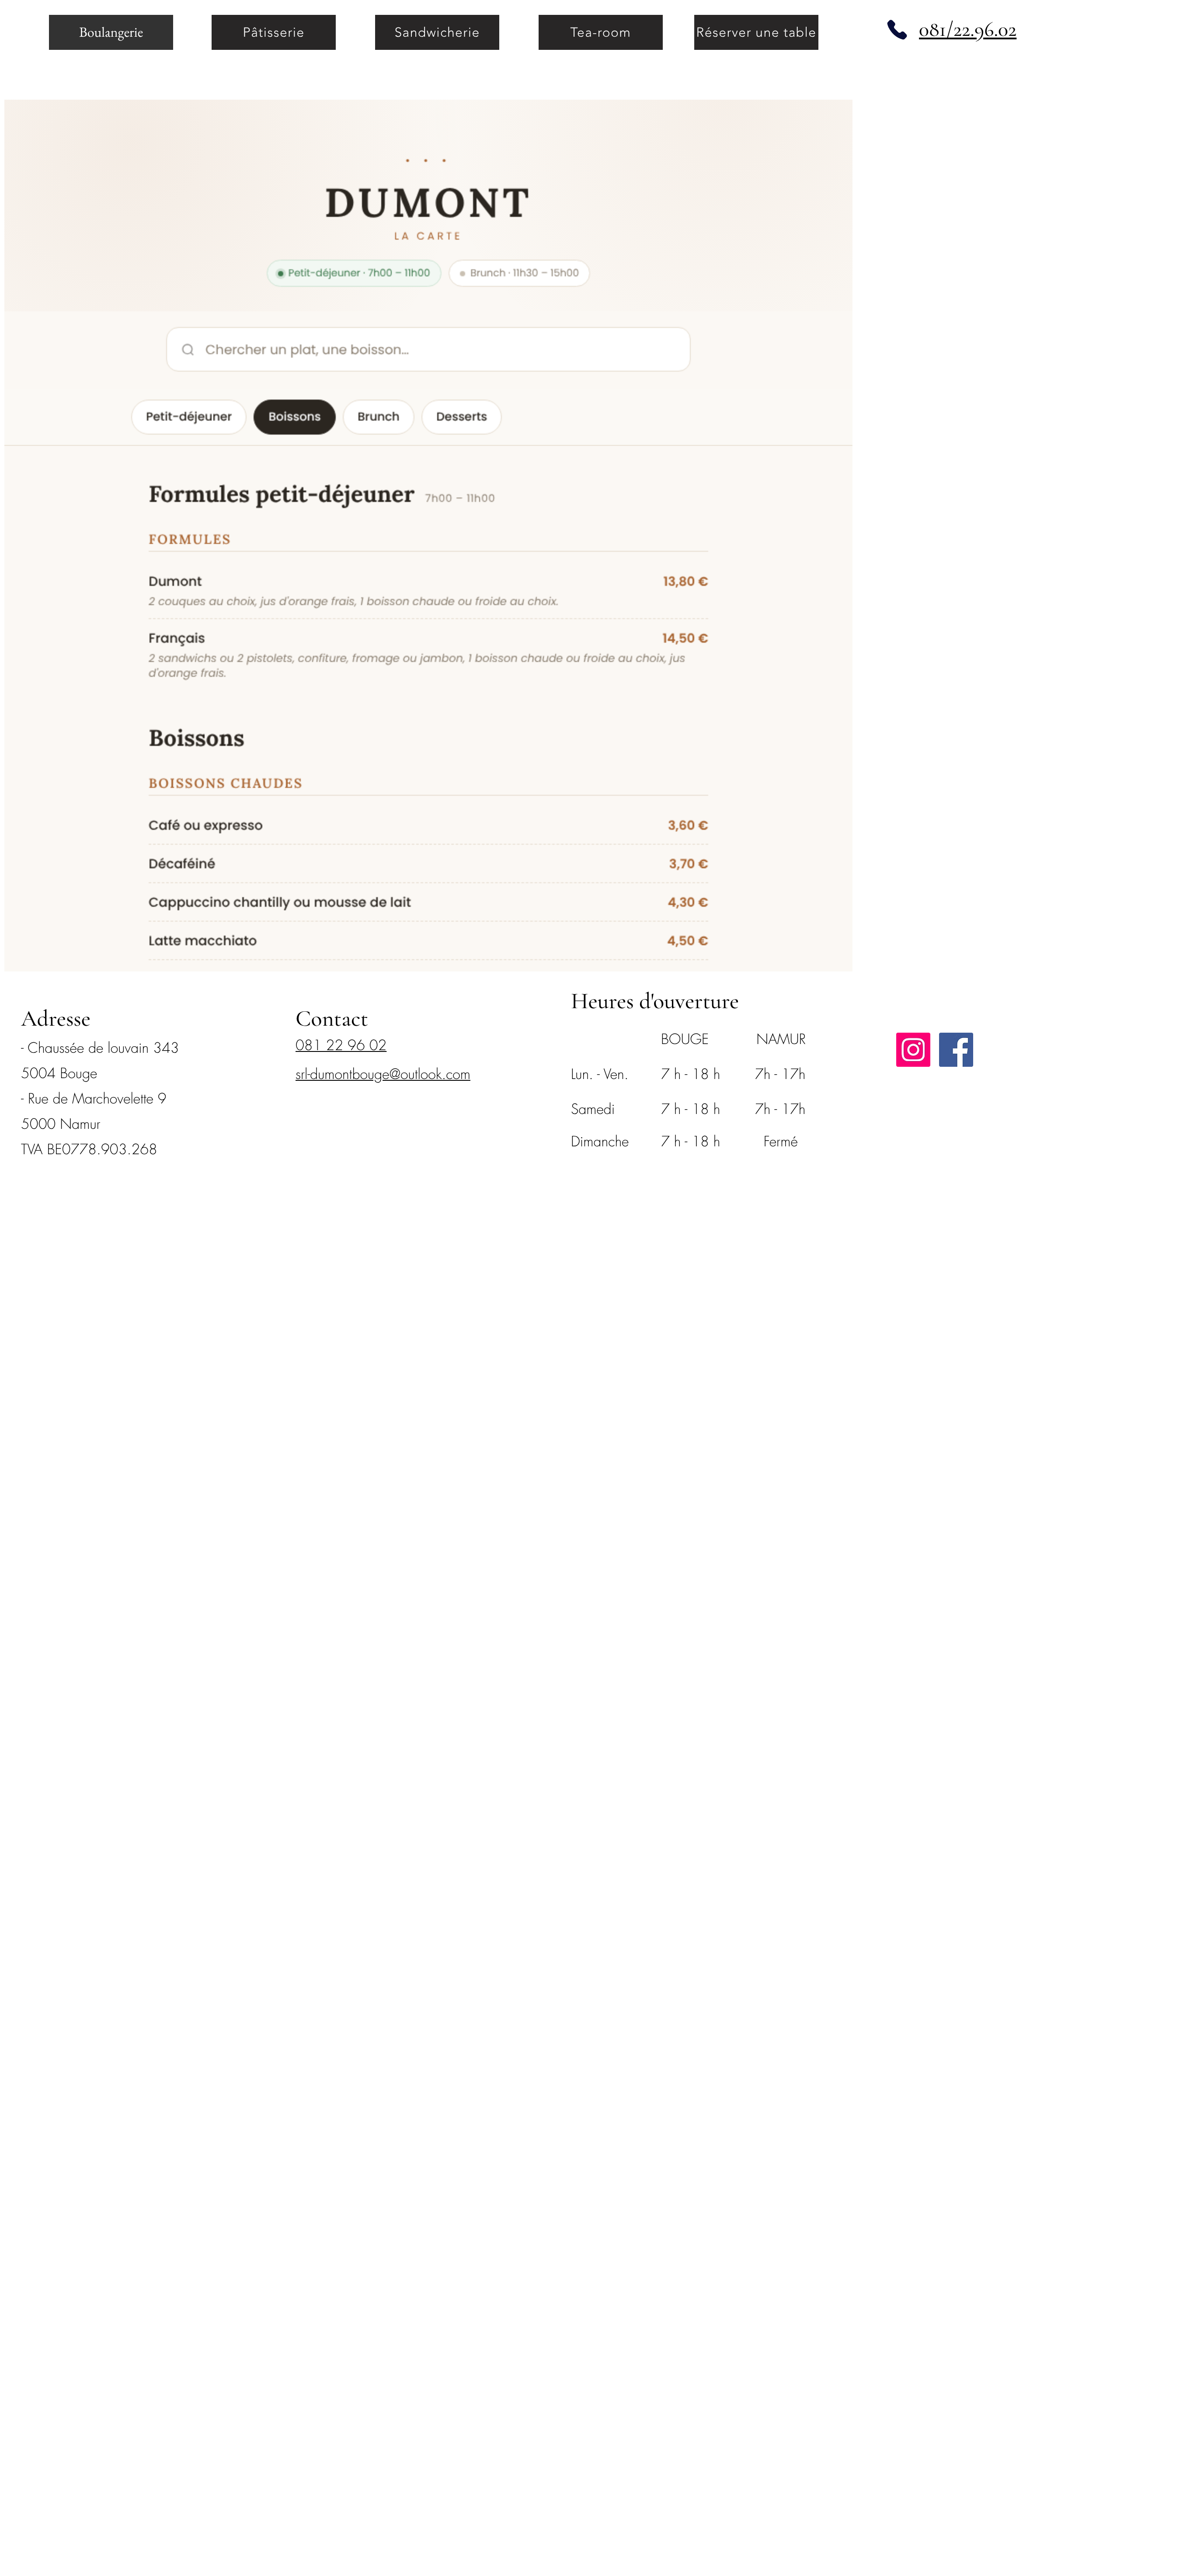 Boulangerie
Pâtisserie
Sandwicherie
Tea-room
Réserver une table
081/22.96.02
DUMONT
LA CARTE
Petit-déjeuner · 7h00 – 11h00
Brunch · 11h30 – 15h00
Chercher un plat, une boisson...
Petit-déjeuner
Boissons
Brunch
Desserts
Formules petit-déjeuner 7h00 – 11h00
FORMULES
Dumont 13,80 €
2 couques au choix, jus d'orange frais, 1 boisson chaude ou froide au choix.
Français 14,50 €
2 sandwichs ou 2 pistolets, confiture, fromage ou jambon, 1 boisson chaude ou froide au choix, jus
d'orange frais.
Boissons
BOISSONS CHAUDES
Café ou expresso 3,60 €
Décaféiné 3,70 €
Cappuccino chantilly ou mousse de lait 4,30 €
Latte macchiato 4,50 €
Adresse
- Chaussée de louvain 343
5004 Bouge
- Rue de Marchovelette 9
5000 Namur
TVA BE0778.903.268
Contact
081 22 96 02
srl-dumontbouge@outlook.com
Heures d'ouverture
BOUGE NAMUR
Lun. - Ven. 7 h - 18 h 7h - 17h
Samedi 7 h - 18 h 7h - 17h
Dimanche 7 h - 18 h Fermé